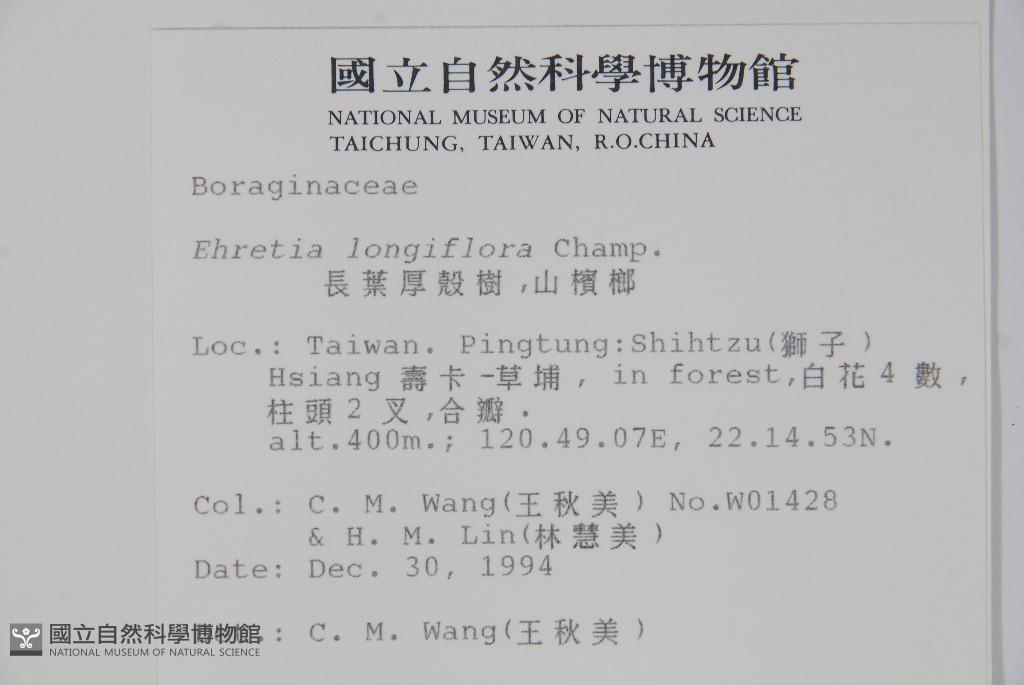 國立自然科學博物館
NATIONAL MUSEUM OF NATURAL SCIENCE
TAICHUNG, TAIWAN, R.O.CHINA
Boraginaceae
Ehretia longiflora Champ.
長葉厚殼樹,山檳榔
Loc.: Taiwan. Pingtung:Shihtzu(獅子)
Hsiang 壽卡-草埔, in forest,白花4數,
柱頭2叉,合瓣.
alt.400m.; 120.49.07E, 22.14.53N.
Col.: C. M. Wang(王秋美) No.W01428
& H. M. Lin(林慧美)
Date: Dec. 30, 1994
.: C. M. Wang(王秋美)
國立自然科學博物館
NATIONAL MUSEUM OF NATURAL SCIENCE